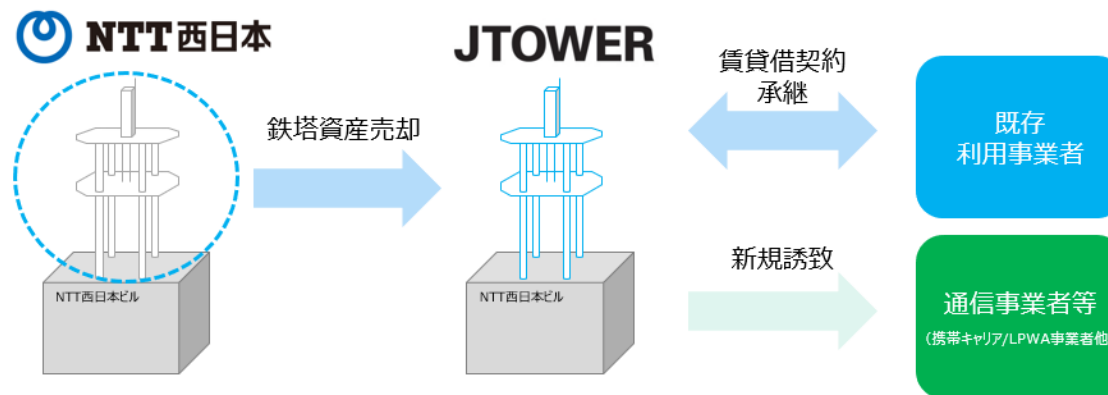 NTT西日本
JTOWER
鉄塔資産売却
賃貸借契約
承継
既存
利用事業者
NTT西日本ビル
NTT西日本ビル
新規誘致
通信事業者等
(携帯キャリア/LPWA事業者他